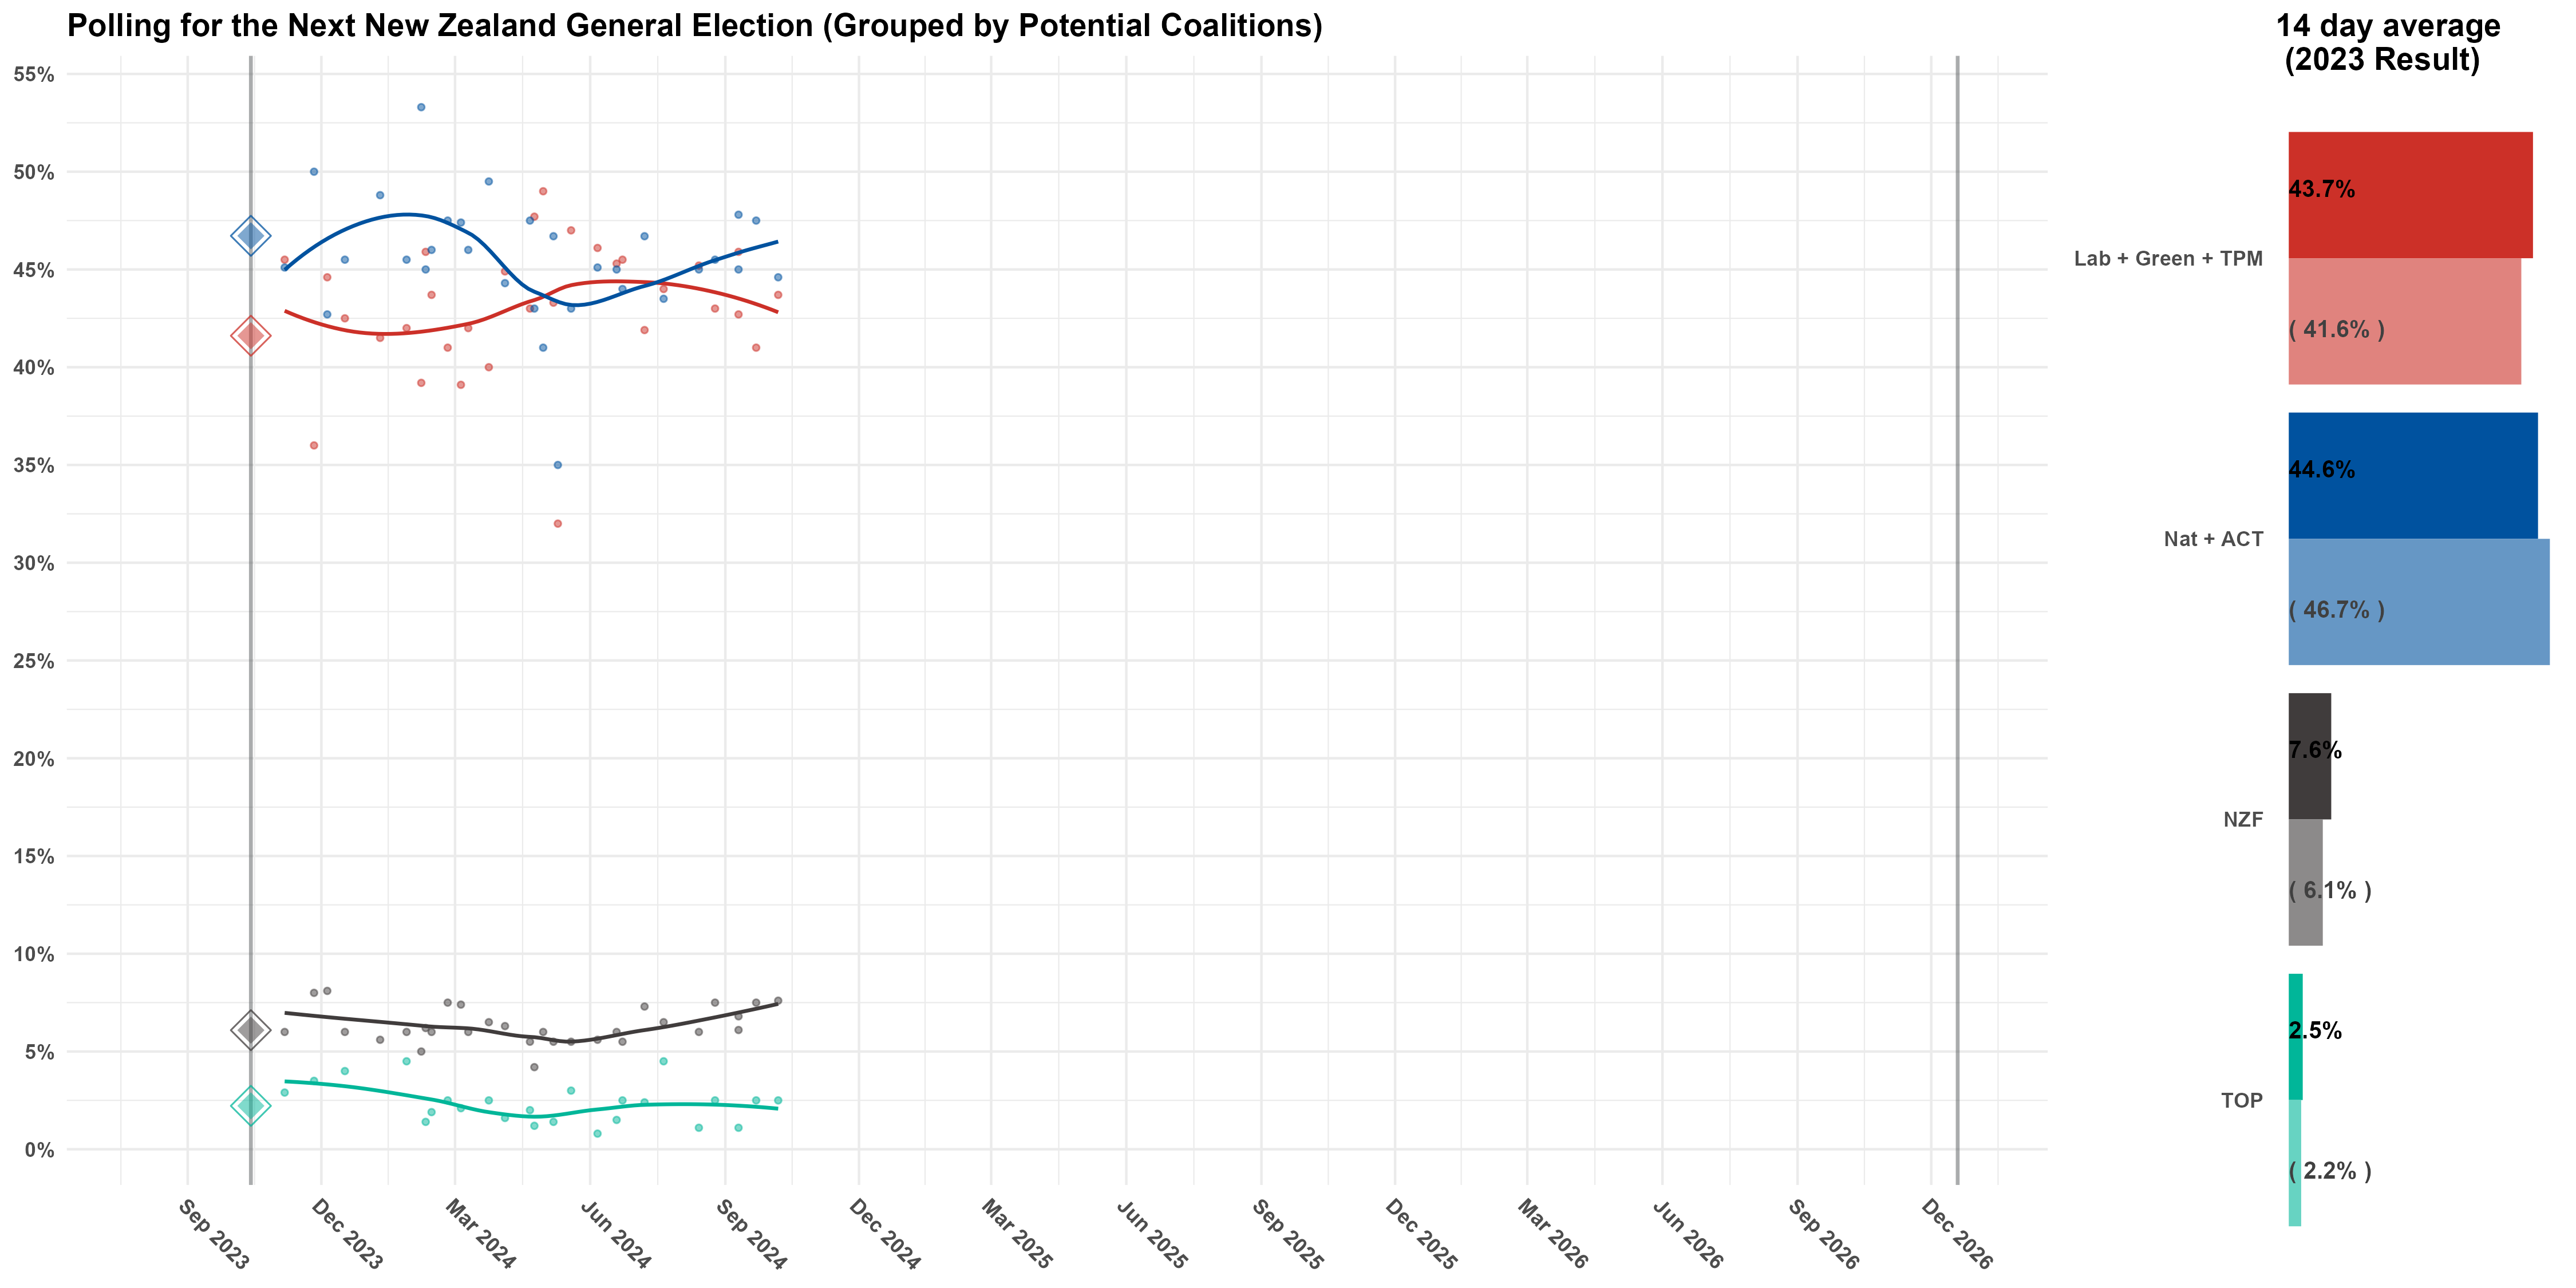 Polling for the Next New Zealand General Election (Grouped by Potential Coalitions)
14 day average
(2023 Result)
55%
50%
45%
40%
35%
30%
25%
20%
15%
10%
5%
0%
Sep 2023
Dec 2023
Mar 2024
Jun 2024
Sep 2024
Dec 2024
Mar 2025
Jun 2025
Sep 2025
Dec 2025
Mar 2026
Jun 2026
Sep 2026
Dec 2026
Lab + Green + TPM
43.7%
( 41.6% )
Nat + ACT
44.6%
( 46.7% )
NZF
7.6%
( 6.1% )
TOP
2.5%
( 2.2% )